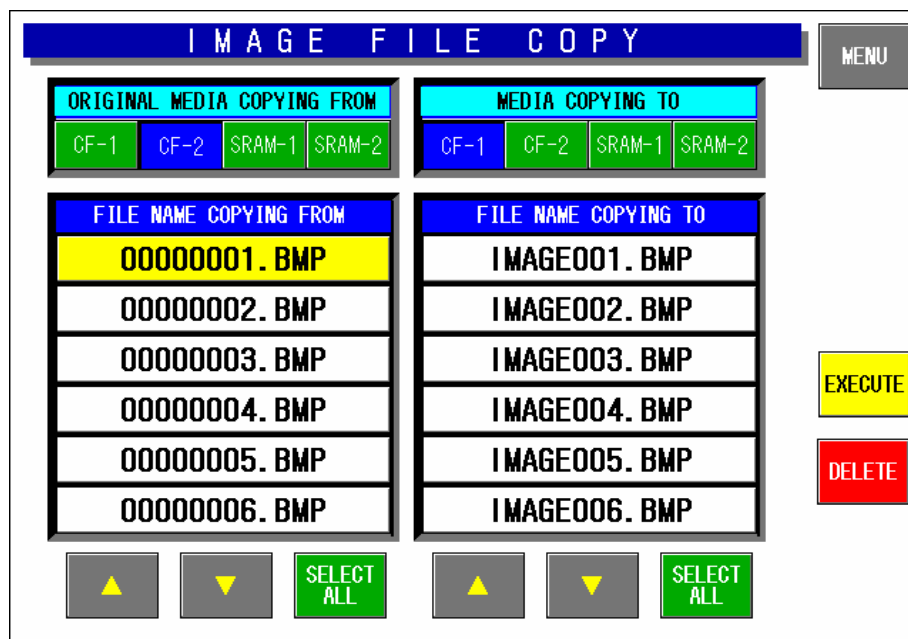 IMAGE FILE COPY
MENU
ORIGINAL MEDIA COPYING FROM
CF-1 CF-2 SRAM-1 SRAM-2
MEDIA COPYING TO
CF-1 CF-2 SRAM-1 SRAM-2
FILE NAME COPYING FROM
00000001.BMP
00000002.BMP
00000003.BMP
00000004.BMP
00000005.BMP
00000006.BMP
SELECT
ALL
FILE NAME COPYING TO
IMAGE001.BMP
IMAGE002.BMP
IMAGE003.BMP
IMAGE004.BMP
IMAGE005.BMP
IMAGE006.BMP
SELECT
ALL
EXECUTE
DELETE